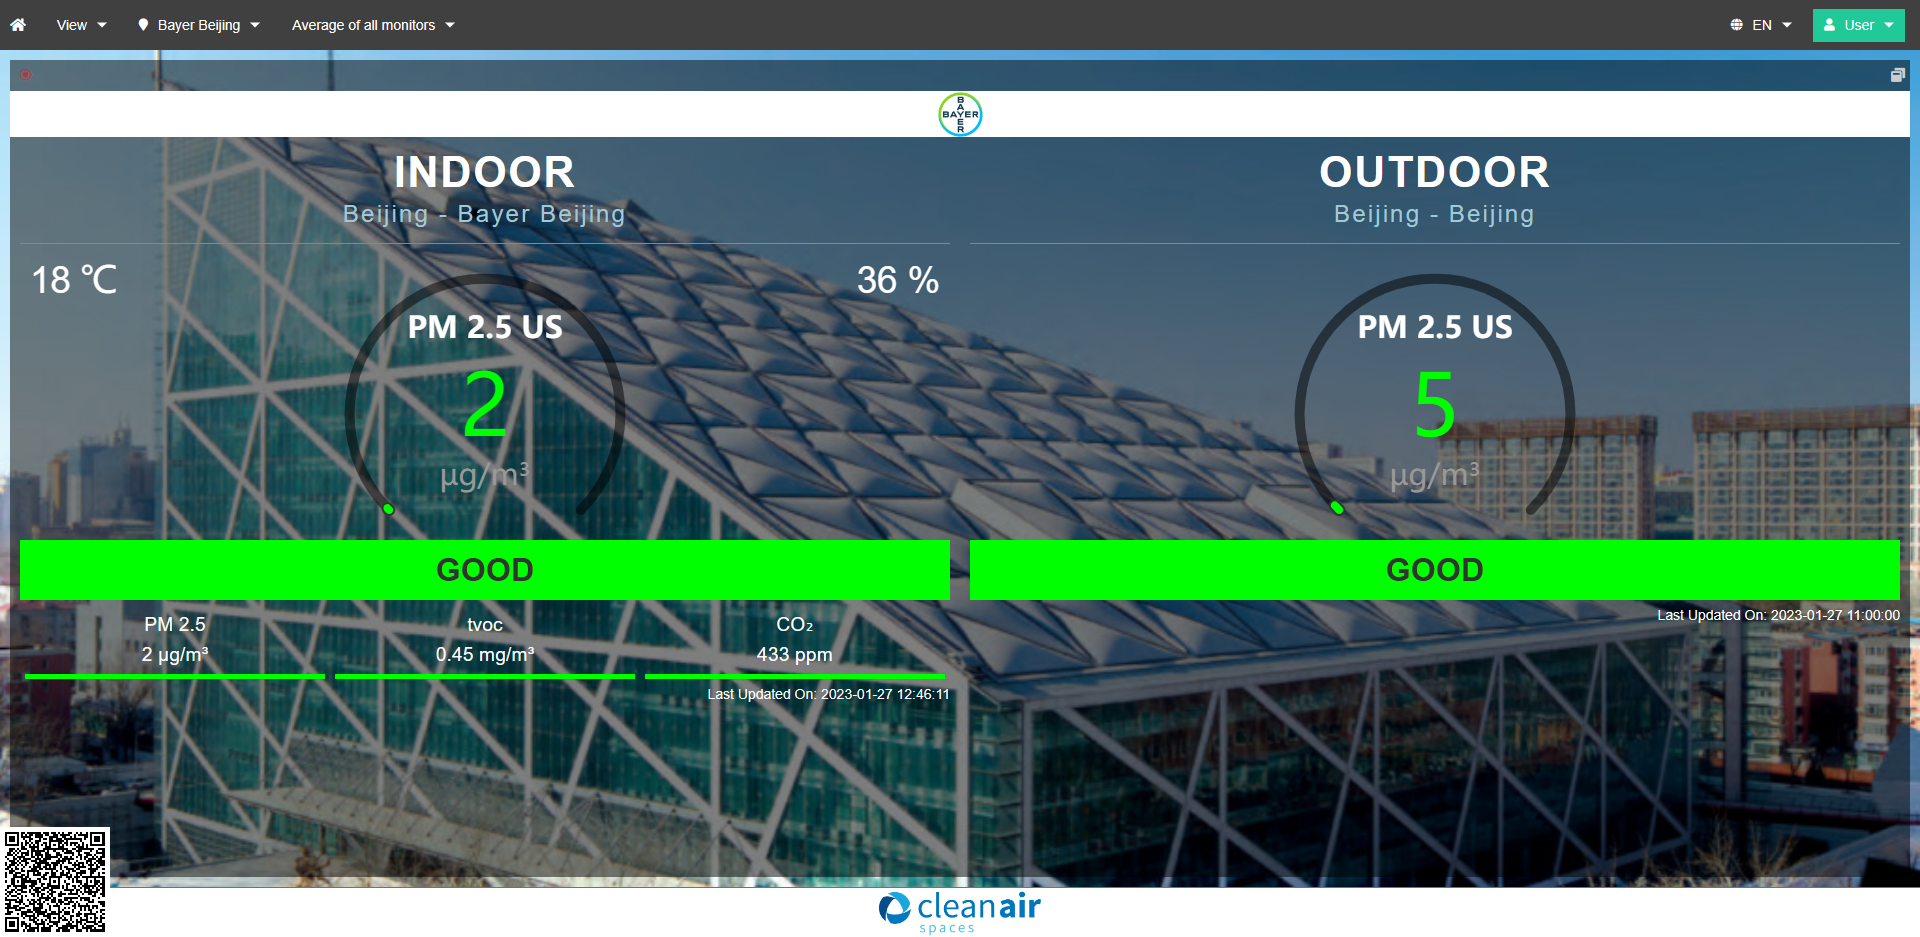 View
Bayer Beijing
Average of all monitors
EN
User
BAYER
BAYER
INDOOR
Beijing - Bayer Beijing
18 ℃
36 %
PM 2.5 US
2
µg/m³
GOOD
PM 2.5
2 µg/m³
tvoc
0.45 mg/m³
CO₂
433 ppm
Last Updated On: 2023-01-27 12:46:11
OUTDOOR
Beijing - Beijing
PM 2.5 US
5
µg/m³
GOOD
Last Updated On: 2023-01-27 11:00:00
cleanair
spaces